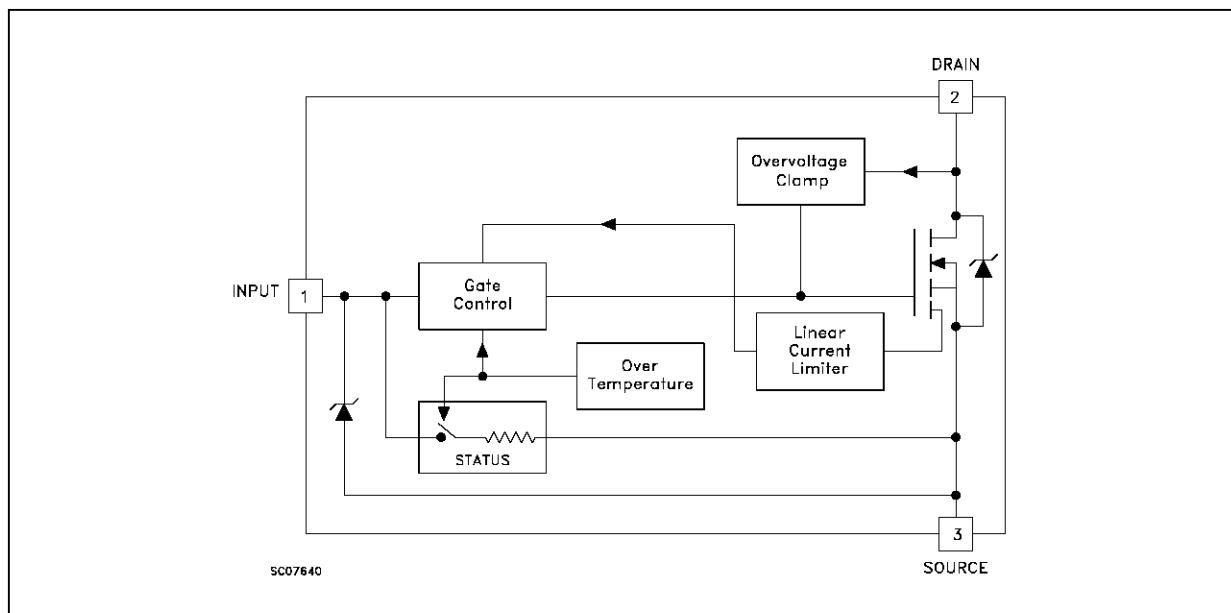 DRAIN
2
Overvoltage
Clamp
INPUT
1
Gate
Control
Linear
Current
Limiter
Over
Temperature
STATUS
3
SOURCE
SC07640